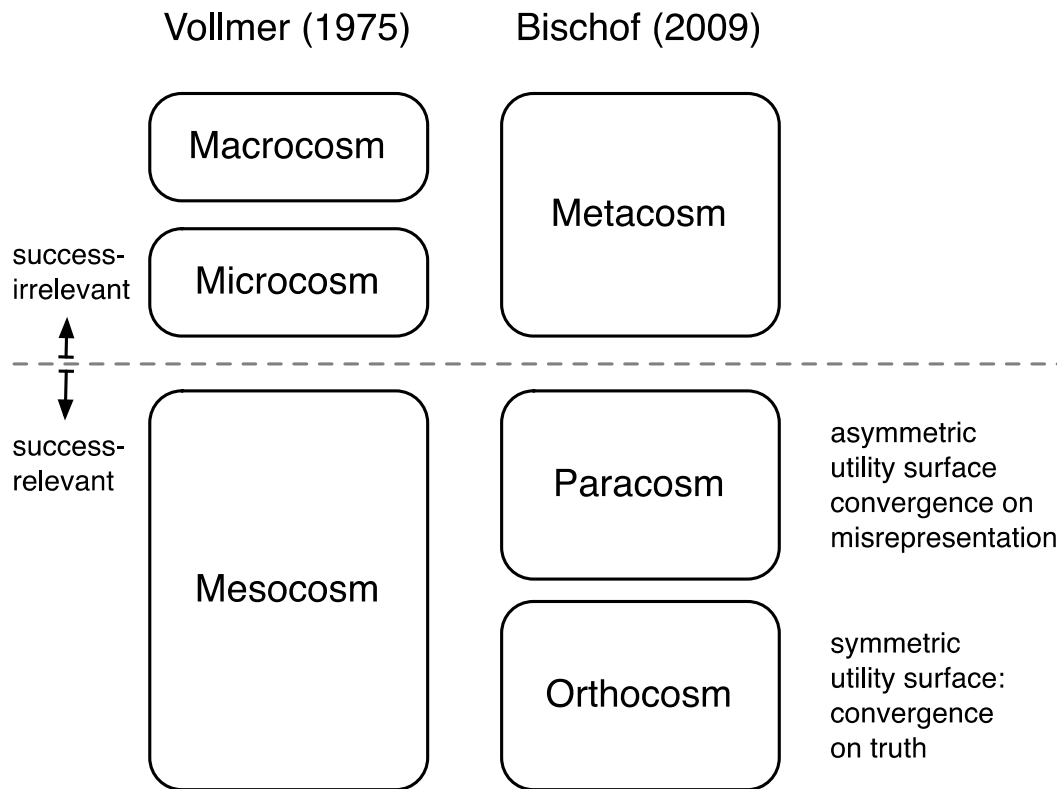 Vollmer (1975)
Bischof (2009)
Macrocosm
Metacosm
Microcosm
success-
irrelevant
success-
relevant
Mesocosm
Paracosm
asymmetric
utility surface
convergence on
misrepresentation
Orthocosm
symmetric
utility surface:
convergence
on truth